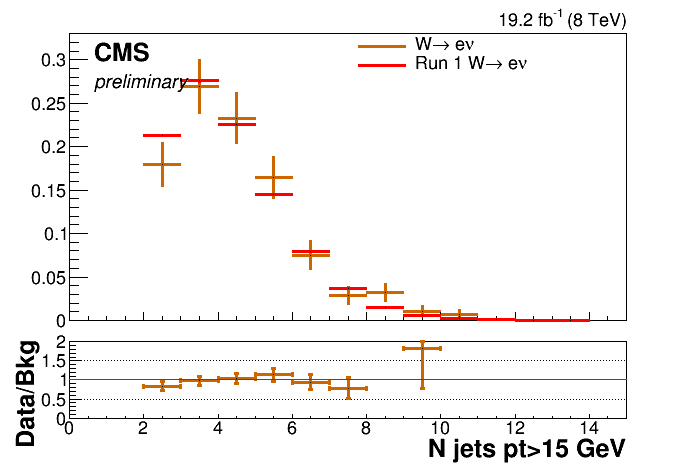 19.2 fb-1 (8 TeV)
CMS
preliminary
W→ eν
Run 1 W→ eν
0.3
0.25
0.2
0.15
0.1
0.05
0
Data/Bkg
2
1.5
1
0.5
0
0 2 4 6 8 10 12 14
N jets pt>15 GeV